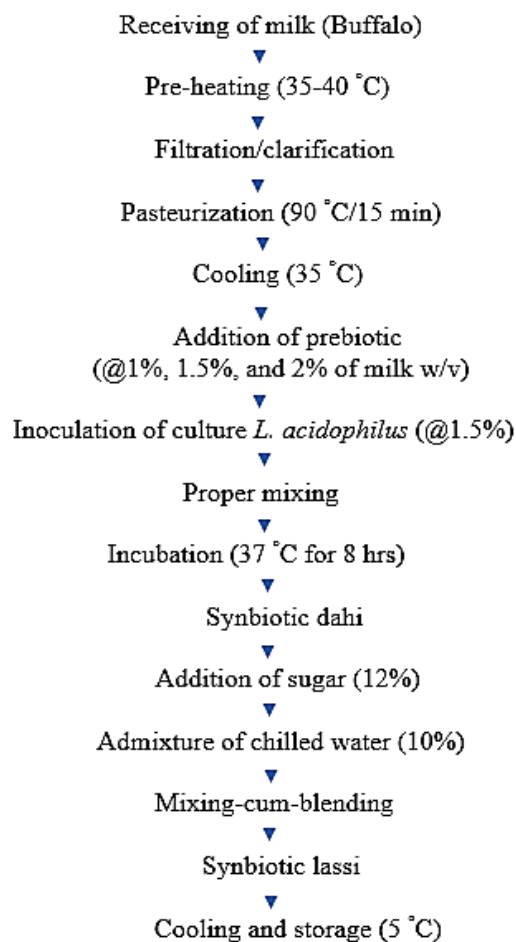 Receiving of milk (Buffalo)
Pre-heating (35-40 °C)
Filtration/clarification
Pasteurization (90 °C/15 min)
Cooling (35 °C)
Addition of prebiotic
(@1%, 1.5%, and 2% of milk w/v)
Inoculation of culture L. acidophilus (@1.5%)
Proper mixing
Incubation (37 °C for 8 hrs)
Synbiotic dahi
Addition of sugar (12%)
Admixture of chilled water (10%)
Mixing-cum-blending
Synbiotic lassi
Cooling and storage (5 °C)